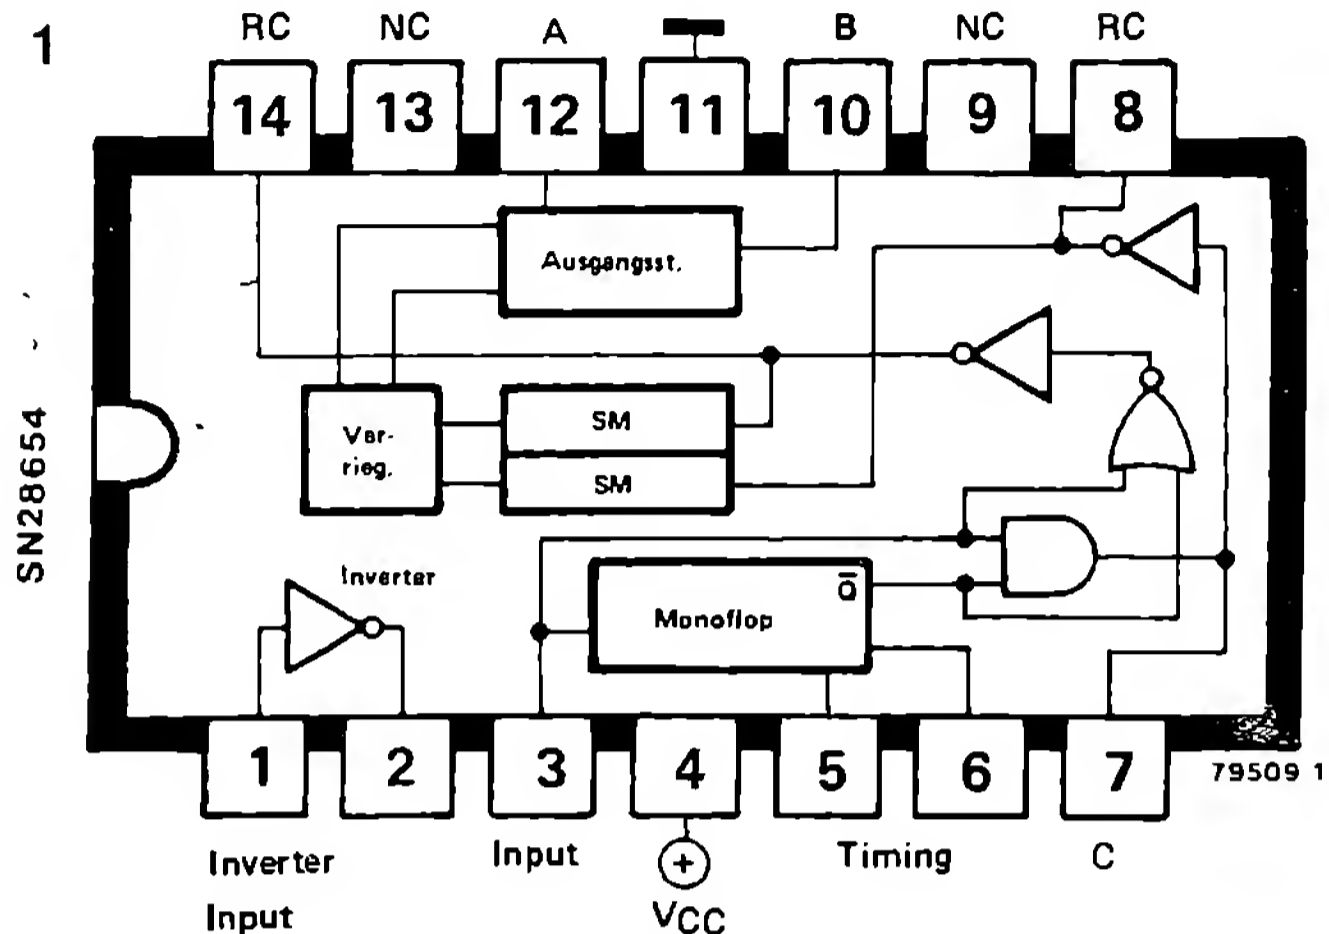 1
RC NC A B NC RC
14 13 12 11 10 9 8
Ausgangsst.
Ver-
rieg.
SM
SM
SN28654
Inverter
Monoflop
Q̅
1 2 3 4 5 6 7
79509 1
Inverter
Input
Input
+
VCC
Timing
C